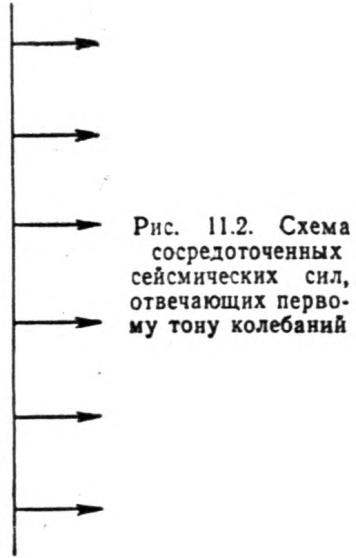 Рис. 11.2. Схема
сосредоточенных
сейсмических сил,
отвечающих перво-
му тону колебаний